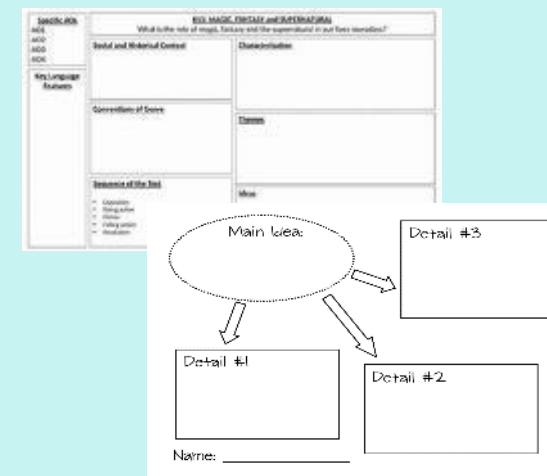 Specific AOs
AO1
AO2
AO3
AO4
Key Language
Features
KS3: MAGIC, FANTASY and SUPERNATURAL
What is the role of magic, fantasy and the supernatural in our lives
Social and Historical Context
Conventions of Genre
Sequence of the Text
Exposition
Rising action
Climax
Falling action
Resolution
Characterisation
Themes
Ideas
Main Idea:
Detail #3
Detail #1
Detail #2
Name: